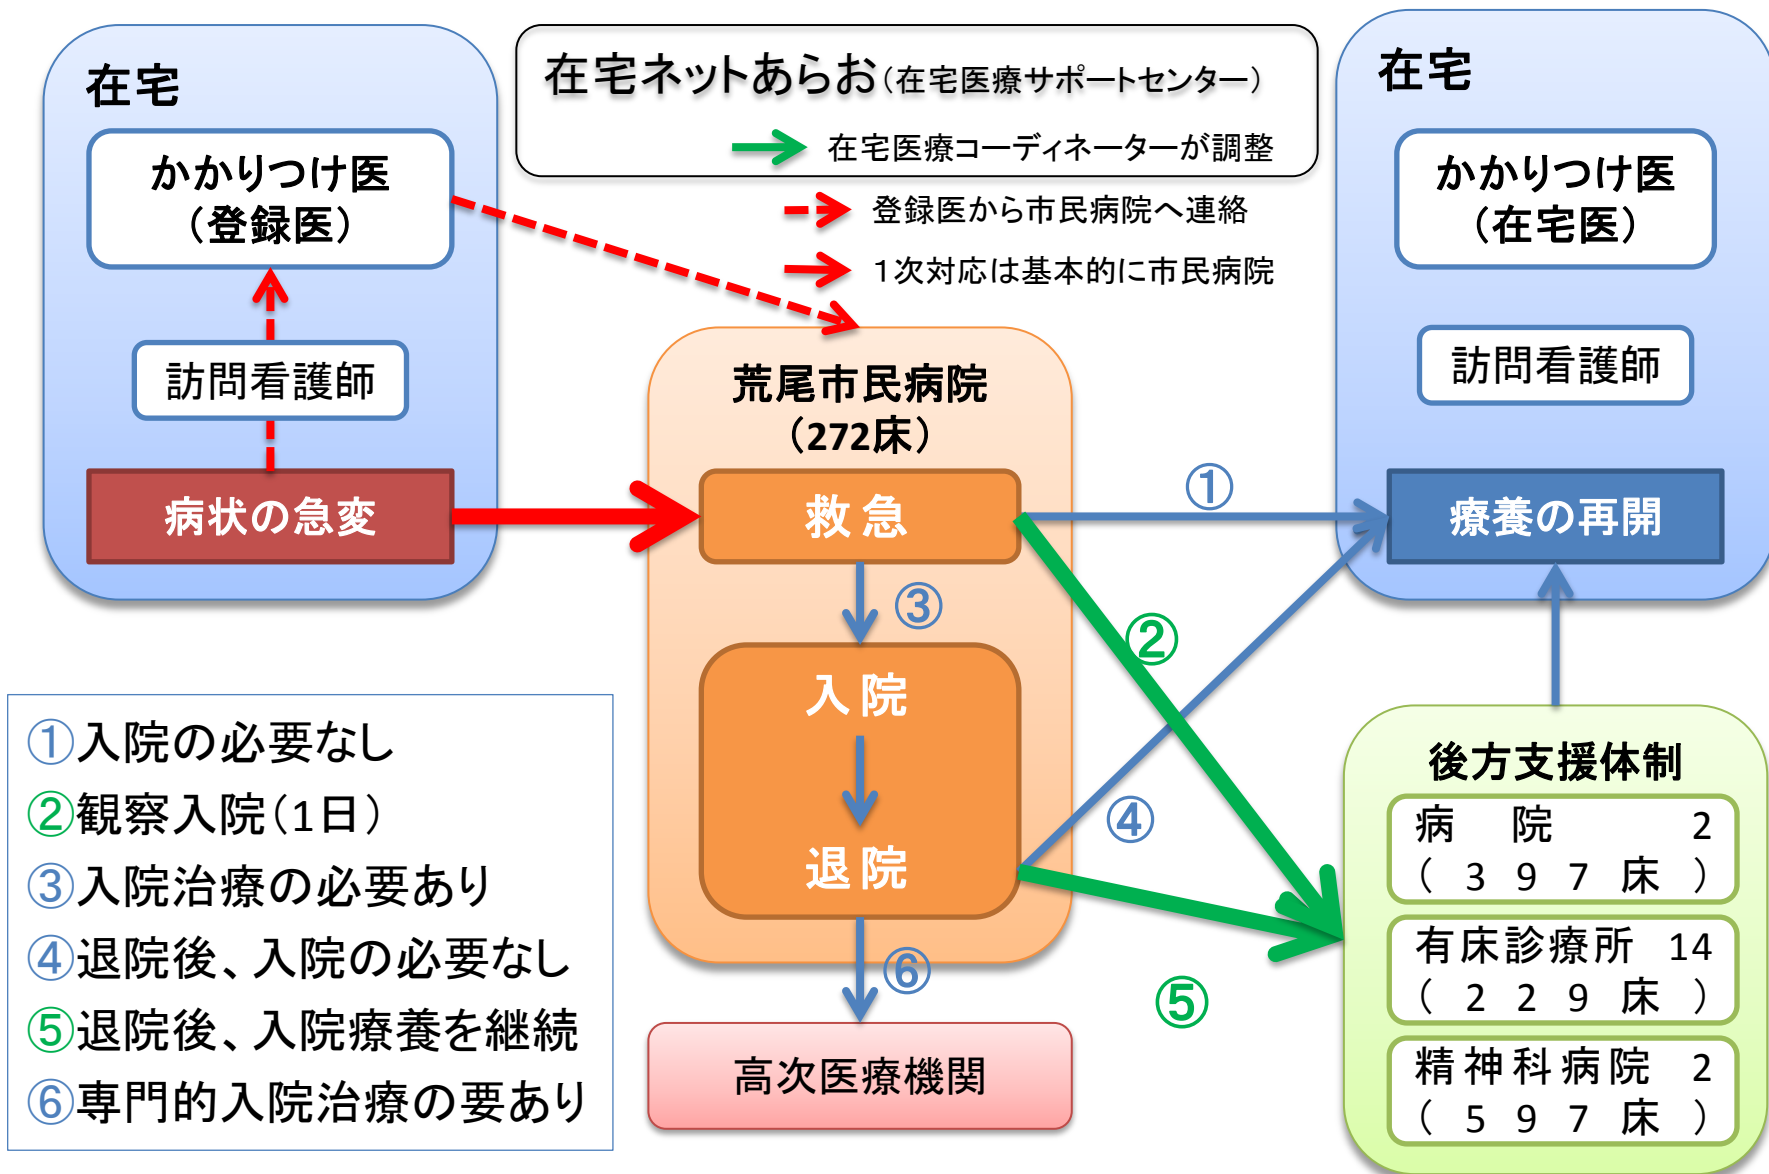 在宅
かかりつけ医
（登録医）
訪問看護師
病状の急変
在宅ネットあらお（在宅医療サポートセンター）
在宅医療コーディネーターが調整
登録医から市民病院へ連絡
１次対応は基本的に市民病院
荒尾市民病院
（272床）
救急
③
入院
退院
⑥
高次医療機関
①
②
④
⑤
在宅
かかりつけ医
（在宅医）
訪問看護師
療養の再開
後方支援体制
病院 2
（397床）
有床診療所 14
（229床）
精神科病院 2
（597床）
①入院の必要なし
②観察入院（1日）
③入院治療の必要あり
④退院後、入院の必要なし
⑤退院後、入院療養を継続
⑥専門的入院治療の要あり